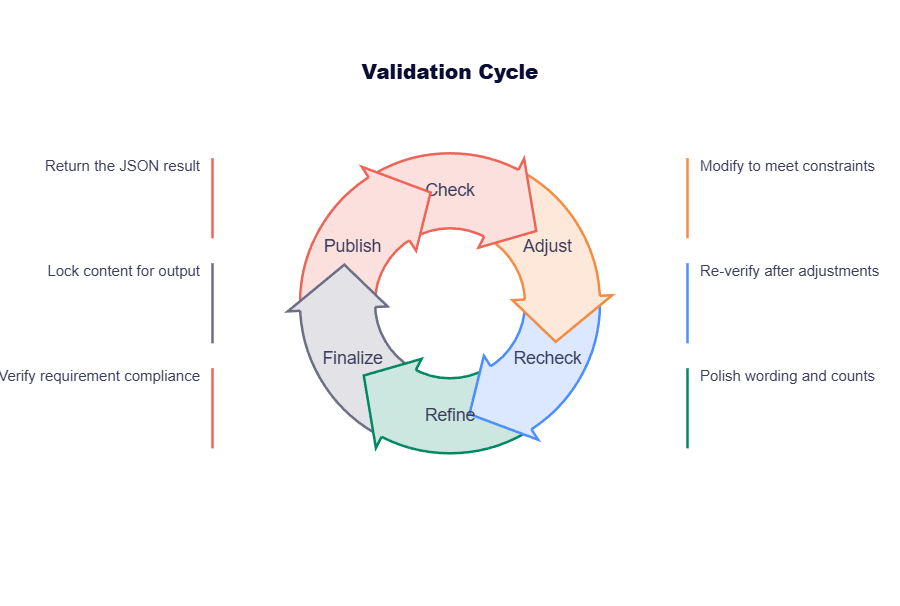 Validation Cycle
Return the JSON result
Lock content for output
Verify requirement compliance
Check
Adjust
Recheck
Refine
Finalize
Publish
Modify to meet constraints
Re-verify after adjustments
Polish wording and counts